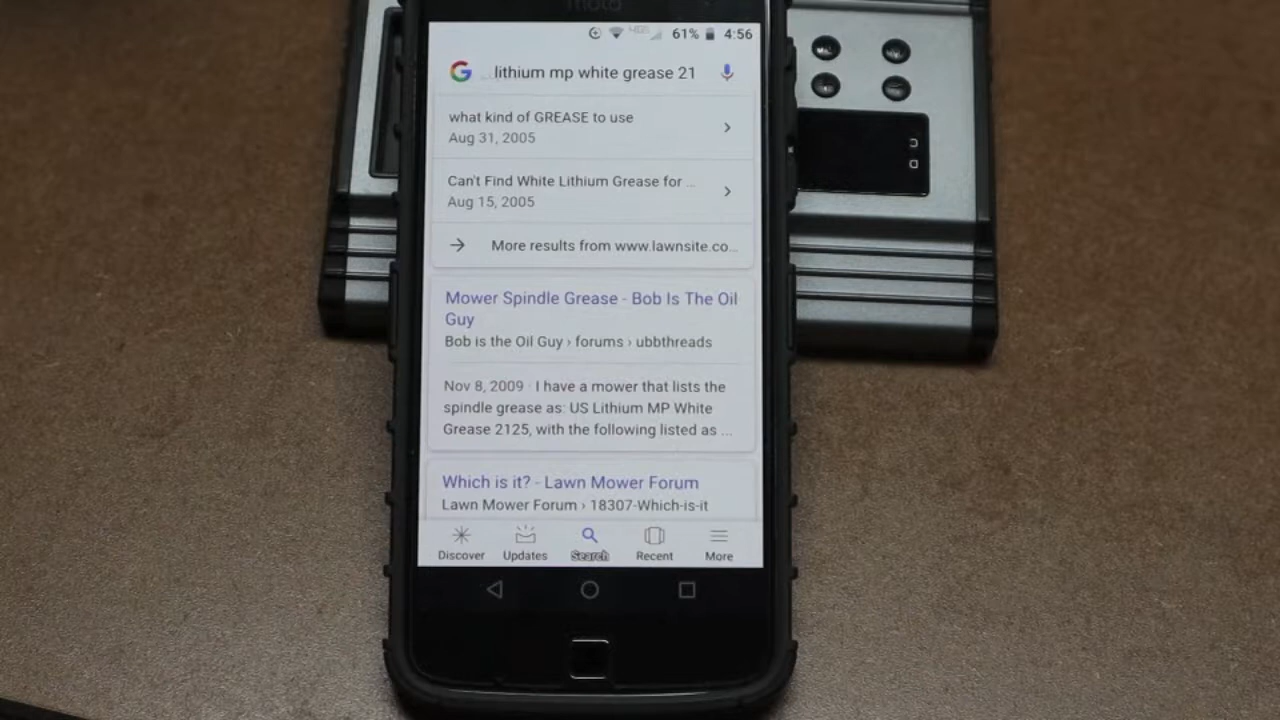 moto
61% 4:56
lithium mp white grease 21
what kind of GREASE to use
Aug 31, 2005
Can't Find White Lithium Grease for ...
Aug 15, 2005
More results from www.lawnsite.co...
Mower Spindle Grease - Bob Is The Oil
Guy
Bob is the Oil Guy › forums › ubbthreads
Nov 8, 2009 · I have a mower that lists the
spindle grease as: US Lithium MP White
Grease 2125, with the following listed as ...
Which is it? - Lawn Mower Forum
Lawn Mower Forum › 18307-Which-is-it
Discover Updates Search Recent More